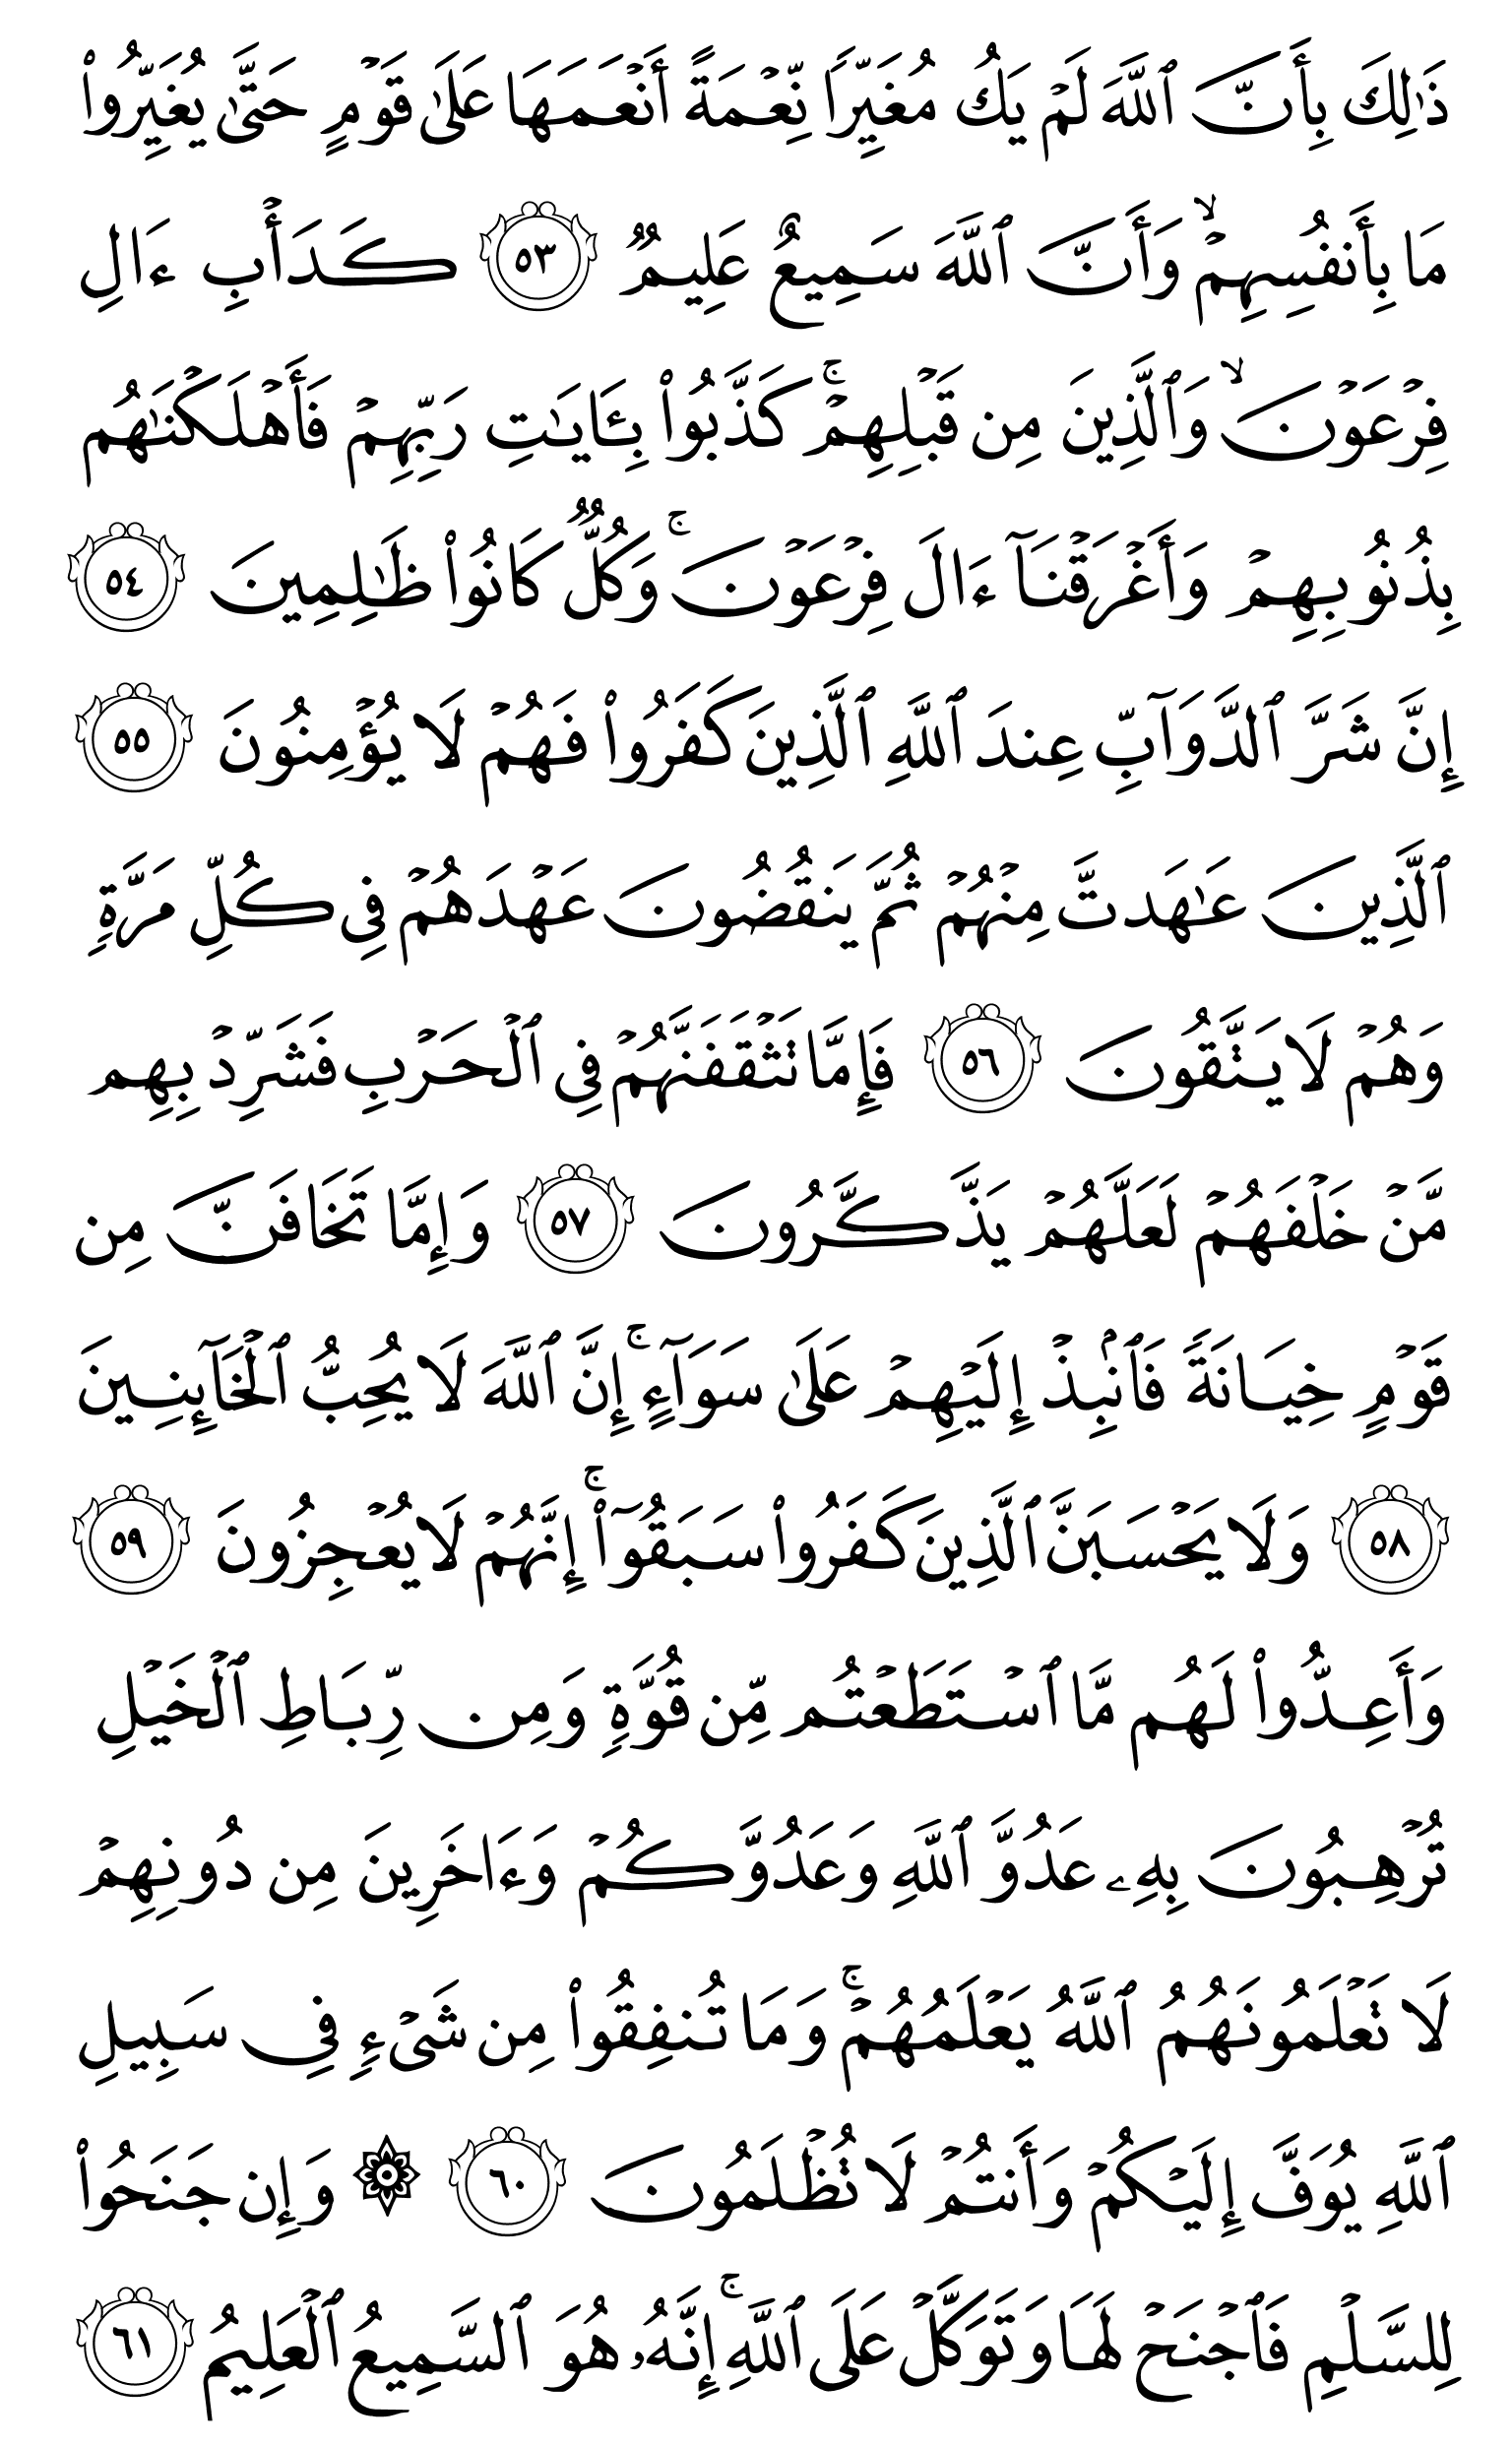 ذَٰلِكَ بِأَنَّ ٱللَّهَ لَمۡ يَكُ مُغَيِّرًا نِّعۡمَةً أَنۡعَمَهَا عَلَىٰ قَوۡمٍ حَتَّىٰ يُغَيِّرُواْ
مَا بِأَنفُسِهِمۡۙ وَأَنَّ ٱللَّهَ سَمِيعٌ عَلِيمٞ ٥٣ كَدَأۡبِ ءَالِ
فِرۡعَوۡنَۙ وَٱلَّذِينَ مِن قَبۡلِهِمۡۚ كَذَّبُواْ بِـَٔايَٰتِ رَبِّهِمۡ فَأَهۡلَكۡنَٰهُم
بِذُنُوبِهِمۡ وَأَغۡرَقۡنَآ ءَالَ فِرۡعَوۡنَۚ وَكُلّٞ كَانُواْ ظَٰلِمِينَ ٥٤
إِنَّ شَرَّ ٱلدَّوَآبِّ عِندَ ٱللَّهِ ٱلَّذِينَ كَفَرُواْ فَهُمۡ لَا يُؤۡمِنُونَ ٥٥
ٱلَّذِينَ عَٰهَدتَّ مِنۡهُمۡ ثُمَّ يَنقُضُونَ عَهۡدَهُمۡ فِي كُلِّ مَرَّةٖ
وَهُمۡ لَا يَتَّقُونَ ٥٦ فَإِمَّا تَثۡقَفَنَّهُمۡ فِي ٱلۡحَرۡبِ فَشَرِّدۡ بِهِم
مَّنۡ خَلۡفَهُمۡ لَعَلَّهُمۡ يَذَّكَّرُونَ ٥٧ وَإِمَّا تَخَافَنَّ مِن
قَوۡمٍ خِيَانَةٗ فَٱنۢبِذۡ إِلَيۡهِمۡ عَلَىٰ سَوَآءٍۚ إِنَّ ٱللَّهَ لَا يُحِبُّ ٱلۡخَآئِنِينَ
٥٨ وَلَا يَحۡسَبَنَّ ٱلَّذِينَ كَفَرُواْ سَبَقُوٓاْۚ إِنَّهُمۡ لَا يُعۡجِزُونَ ٥٩
وَأَعِدُّواْ لَهُم مَّا ٱسۡتَطَعۡتُم مِّن قُوَّةٖ وَمِن رِّبَاطِ ٱلۡخَيۡلِ
تُرۡهِبُونَ بِهِۦ عَدُوَّ ٱللَّهِ وَعَدُوَّكُمۡ وَءَاخَرِينَ مِن دُونِهِمۡ
لَا تَعۡلَمُونَهُمُ ٱللَّهُ يَعۡلَمُهُمۡۚ وَمَا تُنفِقُواْ مِن شَيۡءٖ فِي سَبِيلِ
ٱللَّهِ يُوَفَّ إِلَيۡكُمۡ وَأَنتُمۡ لَا تُظۡلَمُونَ ٦٠ ۞ وَإِن جَنَحُواْ
لِلسَّلۡمِ فَٱجۡنَحۡ لَهَا وَتَوَكَّلۡ عَلَى ٱللَّهِۚ إِنَّهُۥ هُوَ ٱلسَّمِيعُ ٱلۡعَلِيمُ ٦١